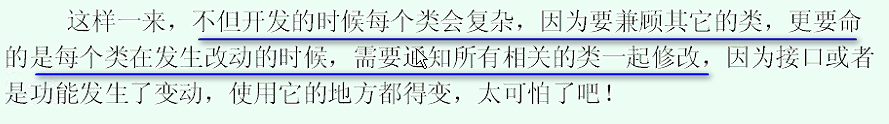 这样一来，不但开发的时候每个类会复杂，因为要兼顾其它的类，更要命
的是每个类在发生改动的时候，需要通知所有相关的类一起修改，因为接口或者
是功能发生了变动，使用它的地方都得变，太可怕了吧！